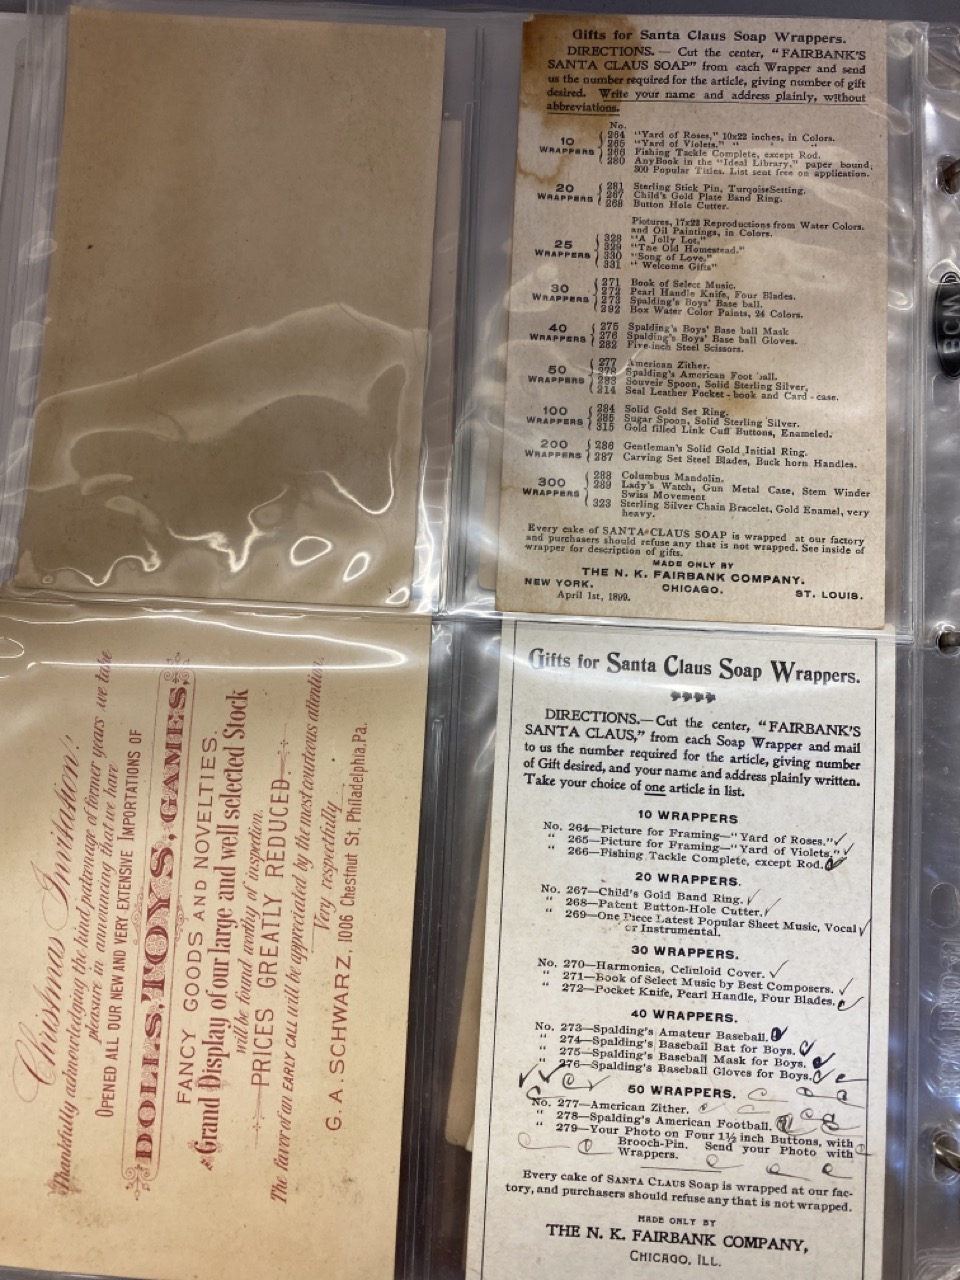 Gifts for Santa Claus Soap Wrappers.
DIRECTIONS. — Cut the center, "FAIRBANK'S
SANTA CLAUS SOAP" from each Wrapper and send
us the number required for the article, giving number of gift
desired. Write your name and address plainly, without
abbreviations.
No.
10 WRAPPERS
264 "Yard of Roses," 10x22 inches, in Colors.
265 "Yard of Violets," " " "
266 Fishing Tackle Complete, except Rod.
280 Any Book in the "Ideal Library," paper bound,
300 Popular Titles. List sent free on application.
20 WRAPPERS
281 Sterling Stick Pin, Turqoise Setting.
267 Child's Gold Plate Band Ring.
268 Button Hole Cutter.
Pictures, 17x22 Reproductions from Water Colors.
and Oil Paintings, in Colors.
25 WRAPPERS
328 "A Jolly Lot,"
329 "The Old Homestead."
330 "Song of Love."
331 "Welcome Gifts"
30 WRAPPERS
271 Book of Select Music.
272 Pearl Handle Knife, Four Blades.
273 Spalding's Boys' Base ball.
292 Box Water Color Paints, 24 Colors.
40 WRAPPERS
275 Spalding's Boys' Base ball Mask
276 Spalding's Boys' Base ball Gloves.
282 Five-inch Steel Scissors.
50 WRAPPERS
277 American Zither.
278 Spalding's American Foot ball.
283 Souveir Spoon, Solid Sterling Silver,
314 Seal Leather Pocket-book and Card-case.
100 WRAPPERS
284 Solid Gold Set Ring.
285 Sugar Spoon, Solid Sterling Silver.
315 Gold filled Link Cuff Buttons, Enameled.
200 WRAPPERS
286 Gentleman's Solid Gold Initial Ring.
287 Carving Set Steel Blades, Buck horn Handles.
300 WRAPPERS
288 Columbus Mandolin.
289 Lady's Watch, Gun Metal Case, Stem Winder
Swiss Movement
323 Sterling Silver Chain Bracelet, Gold Enamel, very
heavy.
Every cake of SANTA CLAUS SOAP is wrapped at our factory
and purchasers should refuse any that is not wrapped. See inside of
wrapper for description of gifts.
MADE ONLY BY
THE N. K. FAIRBANK COMPANY.
NEW YORK. CHICAGO. ST. LOUIS.
April 1st, 1899.
Christmas Invitation!
Thankfully acknowledging the kind patronage of former years we take
pleasure in announcing that we have
OPENED ALL OUR NEW AND VERY EXTENSIVE IMPORTATIONS OF
DOLLS, TOYS, GAMES,
FANCY GOODS AND NOVELTIES.
Grand Display of our large and well selected Stock
will be found worthy of inspection.
PRICES GREATLY REDUCED.
The favor of an EARLY CALL will be appreciated by the most courteous attention.
Very respectfully
G. A. SCHWARZ, 1006 Chestnut St, Philadelphia, Pa.
Gifts for Santa Claus Soap Wrappers.
DIRECTIONS.—Cut the center, "FAIRBANK'S
SANTA CLAUS," from each Soap Wrapper and mail
to us the number required for the article, giving number
of Gift desired, and your name and address plainly written.
Take your choice of one article in list.
10 WRAPPERS
No. 264—Picture for Framing—"Yard of Roses."
" 265—Picture for Framing—"Yard of Violets."
" 266—Fishing Tackle Complete, except Rod.
20 WRAPPERS.
No. 267—Child's Gold Band Ring.
" 268—Patent Button-Hole Cutter.
" 269—One Piece Latest Popular Sheet Music, Vocal
or Instrumental.
30 WRAPPERS.
No. 270—Harmonica, Celluloid Cover.
" 271—Book of Select Music by Best Composers.
" 272—Pocket Knife, Pearl Handle, Four Blades.
40 WRAPPERS.
No. 273—Spalding's Amateur Baseball.
" 274—Spalding's Baseball Bat for Boys.
" 275—Spalding's Baseball Mask for Boys.
" 276—Spalding's Baseball Gloves for Boys.
50 WRAPPERS.
No. 277—American Zither.
" 278—Spalding's American Football.
" 279—Your Photo on Four 1½ inch Buttons, with
Brooch-Pin. Send your Photo with
Wrappers.
Every cake of SANTA CLAUS SOAP is wrapped at our fac-
tory, and purchasers should refuse any that is not wrapped.
MADE ONLY BY
THE N. K. FAIRBANK COMPANY,
CHICAGO, ILL.
BCW